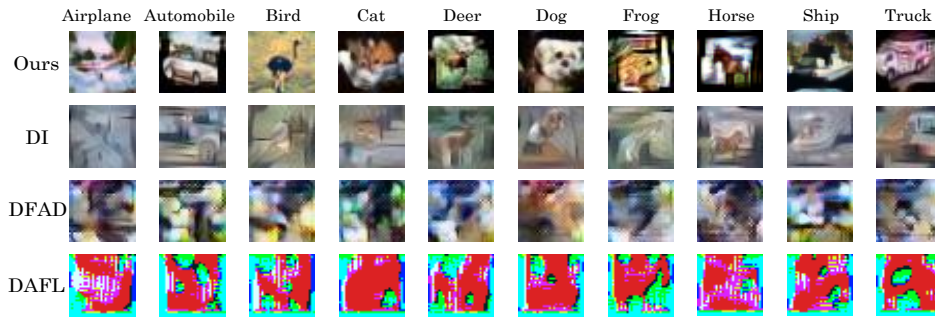 Airplane Automobile Bird Cat Deer Dog Frog Horse Ship Truck
Ours
DI
DFAD
DAFL